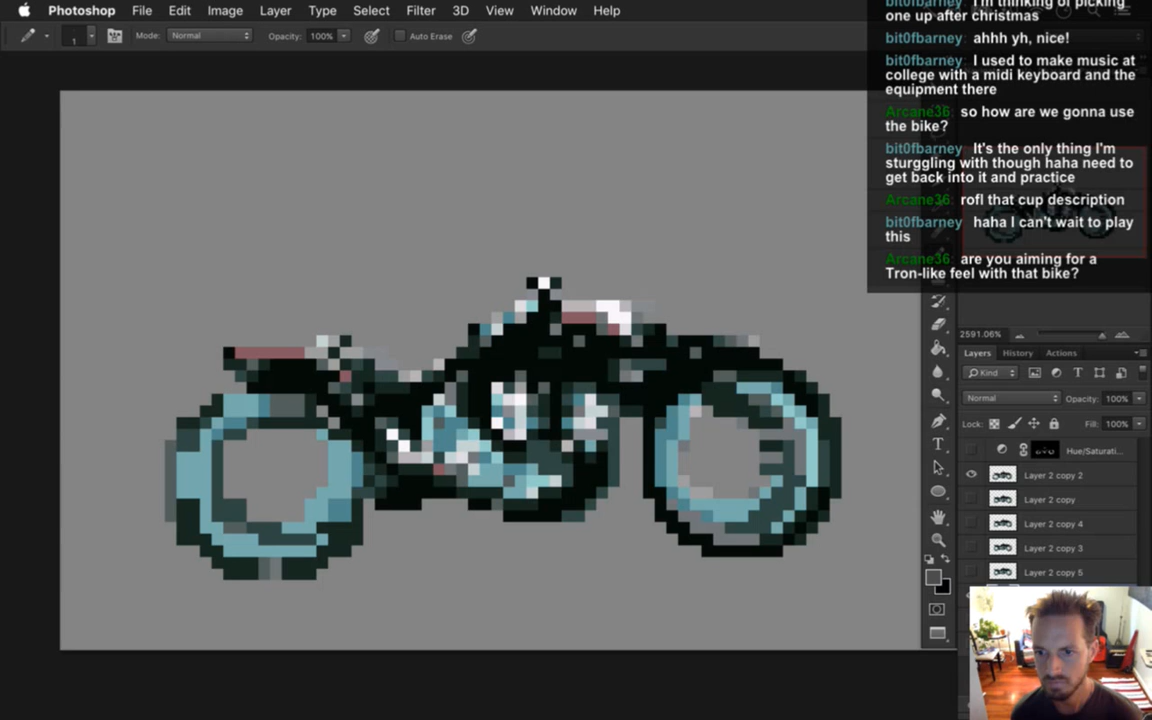 Photoshop File Edit Image Layer Type Select Filter 3D View Window Help
1 Mode: Normal Opacity: 100% Auto Erase
bit0fbarney: I'm thinking of picking
one up after christmas
bit0fbarney: ahhh yh, nice!
bit0fbarney: I used to make music at
college with a midi keyboard and the
equipment there
Arcane36: so how are we gonna use
the bike?
bit0fbarney: It's the only thing I'm
sturggling with though haha need to
get back into it and practice
Arcane36: rofl that cup description
bit0fbarney: haha I can't wait to play
this
Arcane36: are you aiming for a
Tron-like feel with that bike?
2591.06%
Layers History Actions
Kind
Normal Opacity: 100%
Lock: Fill: 100%
Hue/Saturati...
Layer 2 copy 2
Layer 2 copy
Layer 2 copy 4
Layer 2 copy 3
Layer 2 copy 5
T